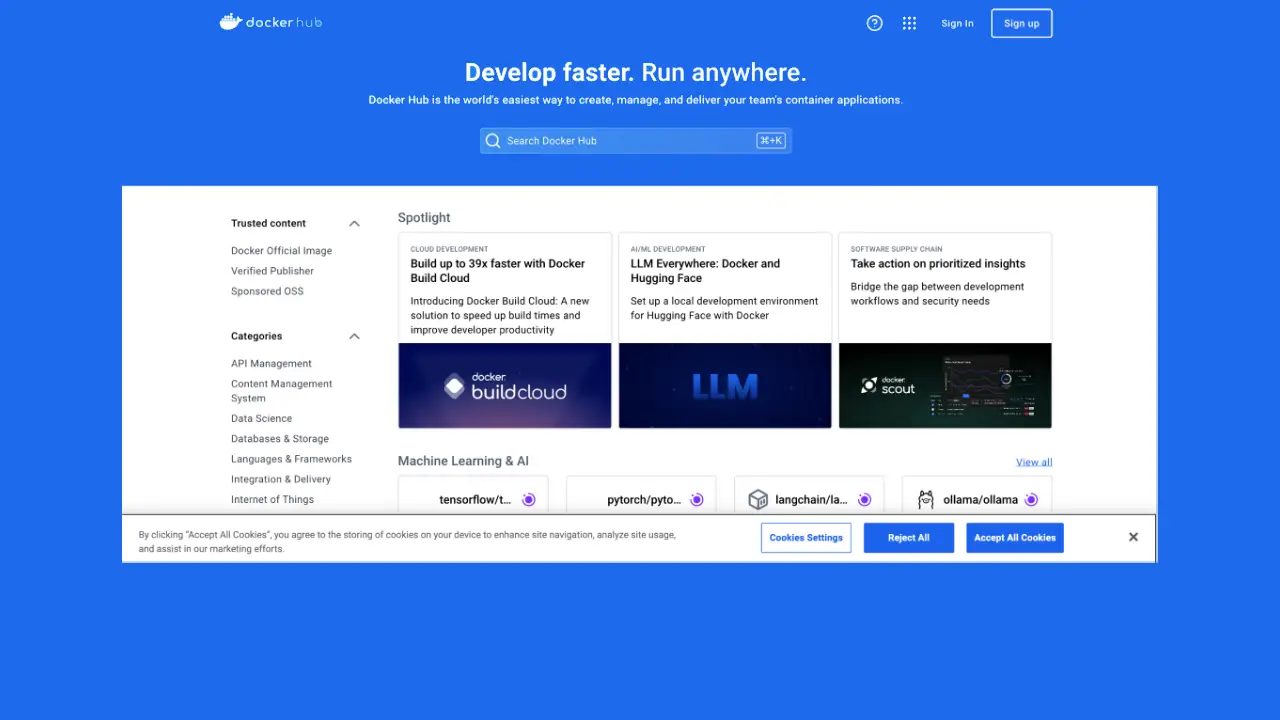 docker hub
Sign In
Sign up
Develop faster. Run anywhere.
Docker Hub is the world's easiest way to create, manage, and deliver your team's container applications.
Search Docker Hub
⌘+K
Trusted content
Docker Official Image
Verified Publisher
Sponsored OSS
Categories
API Management
Content Management
System
Data Science
Databases & Storage
Languages & Frameworks
Integration & Delivery
Internet of Things
Spotlight
CLOUD DEVELOPMENT
Build up to 39x faster with Docker
Build Cloud
Introducing Docker Build Cloud: A new
solution to speed up build times and
improve developer productivity
docker
buildcloud
AI/ML DEVELOPMENT
LLM Everywhere: Docker and
Hugging Face
Set up a local development environment
for Hugging Face with Docker
LLM
SOFTWARE SUPPLY CHAIN
Take action on prioritized insights
Bridge the gap between development
workflows and security needs
docker
scout
Machine Learning & AI
View all
tensorflow/t...
pytorch/pyto...
langchain/la...
ollama/ollama
By clicking "Accept All Cookies", you agree to the storing of cookies on your device to enhance site navigation, analyze site usage,
and assist in our marketing efforts.
Cookies Settings
Reject All
Accept All Cookies